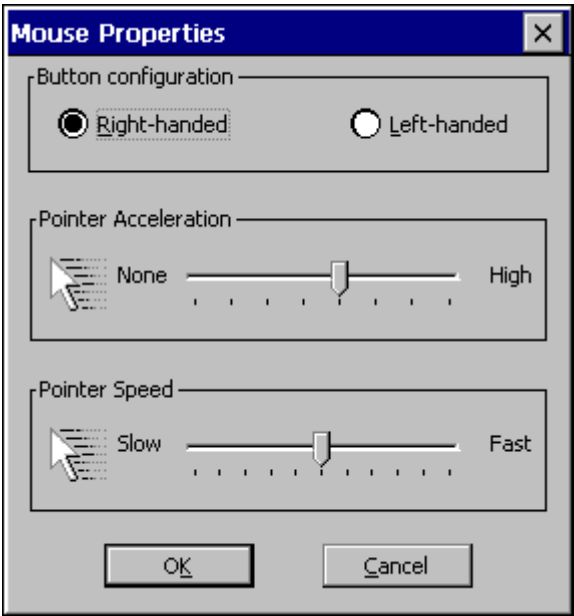 Mouse Properties
Button configuration
Right-handed Left-handed
Pointer Acceleration
None High
Pointer Speed
Slow Fast
OK Cancel